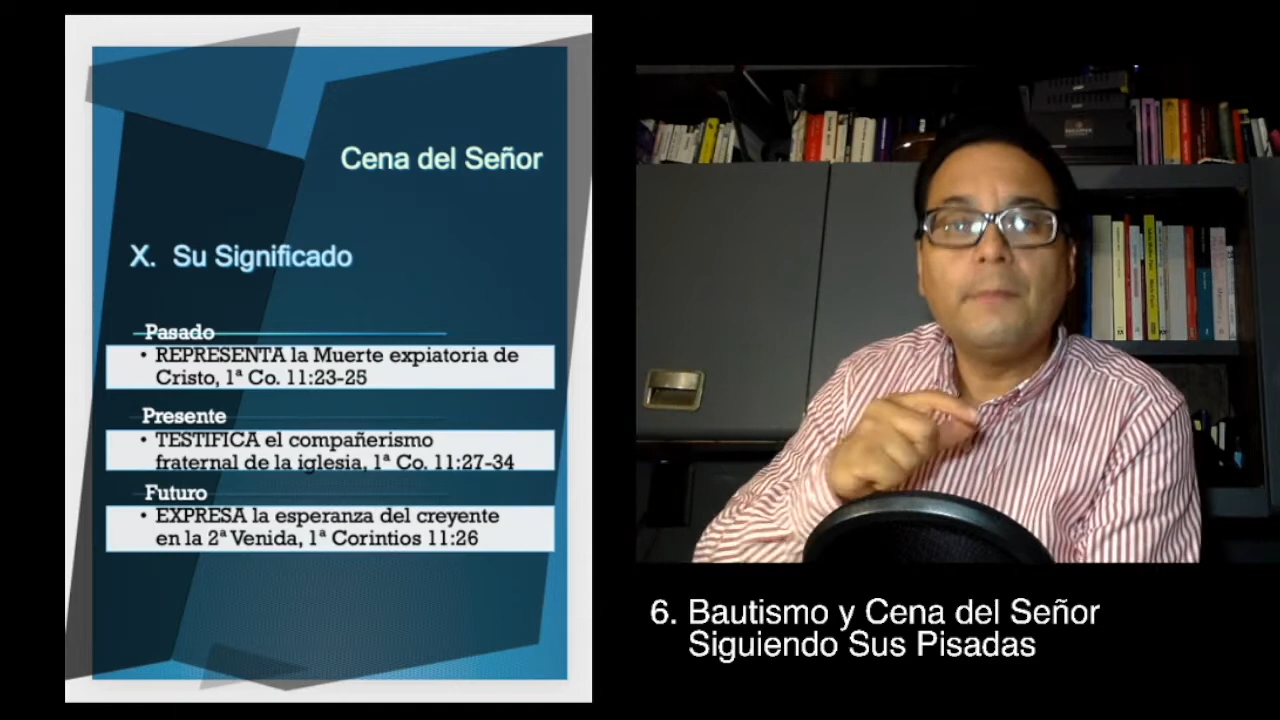 Cena del Señor
X. Su Significado
Pasado
• REPRESENTA la Muerte expiatoria de
Cristo, 1ª Co. 11:23-25
Presente
• TESTIFICA el compañerismo
fraternal de la iglesia, 1ª Co. 11:27-34
Futuro
• EXPRESA la esperanza del creyente
en la 2ª Venida, 1ª Corintios 11:26
6. Bautismo y Cena del Señor
Siguiendo Sus Pisadas